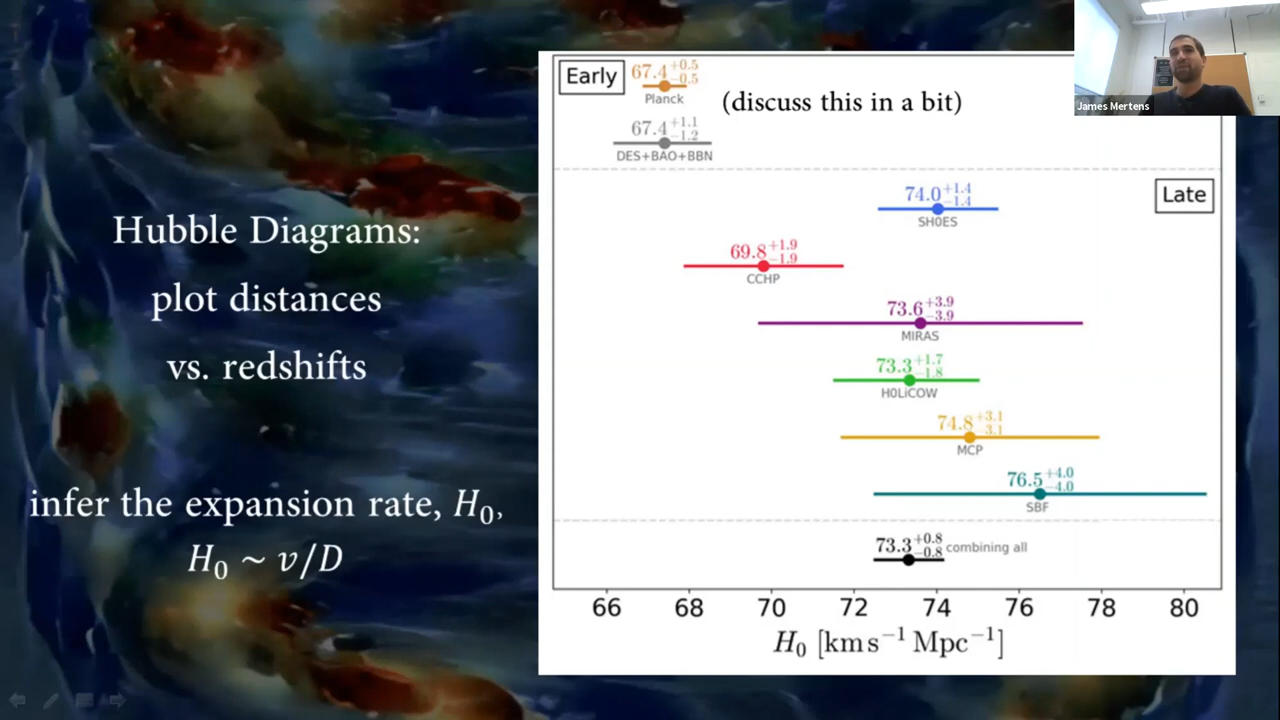 Hubble Diagrams:
plot distances
vs. redshifts
infer the expansion rate, H₀,
H₀ ~ v/D
Early
67.4 +0.5 −0.5
Planck
(discuss this in a bit)
67.4 +1.1 −1.2
DES+BAO+BBN
Late
74.0 +1.4 −1.4
SH0ES
69.8 +1.9 −1.9
CCHP
73.6 +3.9 −3.9
MIRAS
73.3 +1.7 −1.8
H0LiCOW
74.8 +3.1 −3.1
MCP
76.5 +4.0 −4.0
SBF
73.3 +0.8 −0.8 combining all
66 68 70 72 74 76 78 80
H₀ [km s⁻¹ Mpc⁻¹]
James Mertens